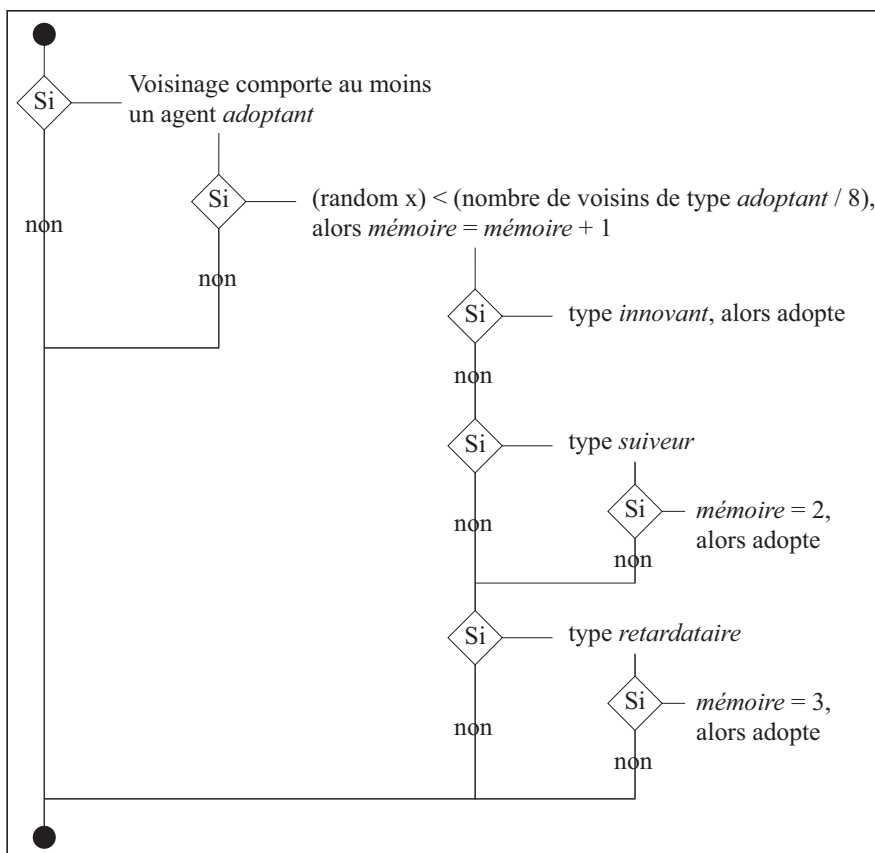 Si
Voisinage comporte au moins
un agent adoptant
non
Si
(random x) < (nombre de voisins de type adoptant / 8),
alors mémoire = mémoire + 1
non
Si
type innovant, alors adopte
non
Si
type suiveur
non
Si
mémoire = 2,
alors adopte
non
Si
type retardataire
non
Si
mémoire = 3,
alors adopte
non